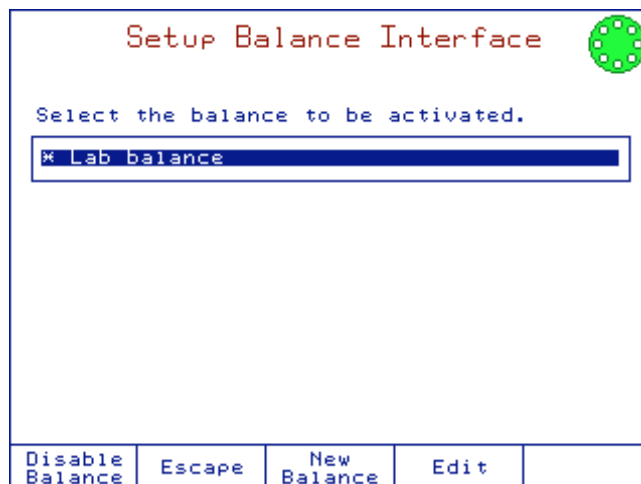 Setup Balance Interface
Select the balance to be activated.
* Lab balance
Disable Balance
Escape
New Balance
Edit